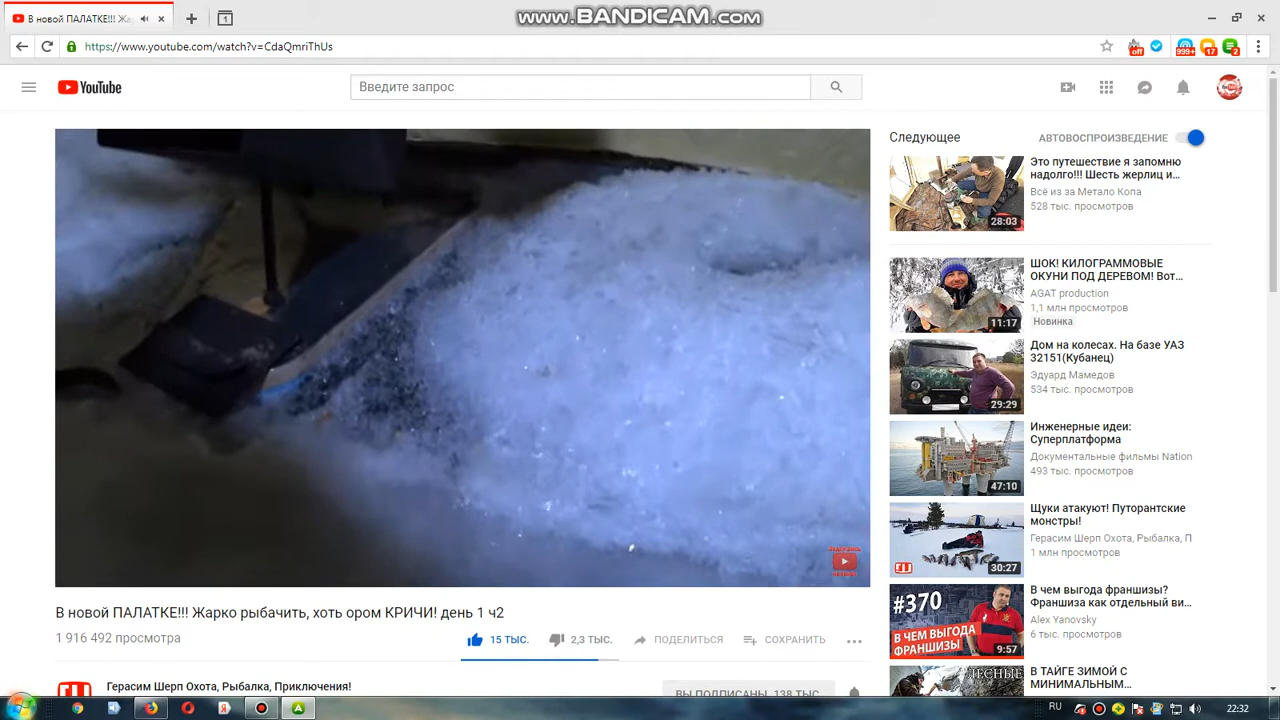 В новой ПАЛАТКЕ!!! Жа
1
www.BANDICAM.com
https://www.youtube.com/watch?v=CdaQmriThUs
off
999+
17
2
YouTube
Введите запрос
Следующее
АВТОВОСПРОИЗВЕДЕНИЕ
Это путешествие я запомню
надолго!!! Шесть жерлиц и...
Всё из за Метало Копа
528 тыс. просмотров
28:03
ШОК! КИЛОГРАММОВЫЕ
ОКУНИ ПОД ДЕРЕВОМ! Вот...
AGAT production
1,1 млн просмотров
Новинка
11:17
Дом на колесах. На базе УАЗ
32151(Кубанец)
Эдуард Мамедов
534 тыс. просмотров
29:29
Инженерные идеи:
Суперплатформа
Документальные фильмы Nation
493 тыс. просмотров
47:10
Щуки атакуют! Путорантские
монстры!
Герасим Шерп Охота, Рыбалка, П
1 млн просмотров
30:27
#370
В ЧЕМ ВЫГОДА
ФРАНШИЗЫ
9:57
В чем выгода франшизы?
Франшиза как отдельный ви...
Alex Yanovsky
6 тыс. просмотров
ЛЕСНЫЕ
В ТАЙГЕ ЗИМОЙ С
МИНИМАЛЬНЫМ...
В новой ПАЛАТКЕ!!! Жарко рыбачить, хоть ором КРИЧИ! день 1 ч2
1 916 492 просмотра
15 ТЫС.
2,3 ТЫС.
ПОДЕЛИТЬСЯ
СОХРАНИТЬ
Герасим Шерп Охота, Рыбалка, Приключения!
ВЫ ПОДПИСАНЫ 138 ТЫС.
RU
22:32